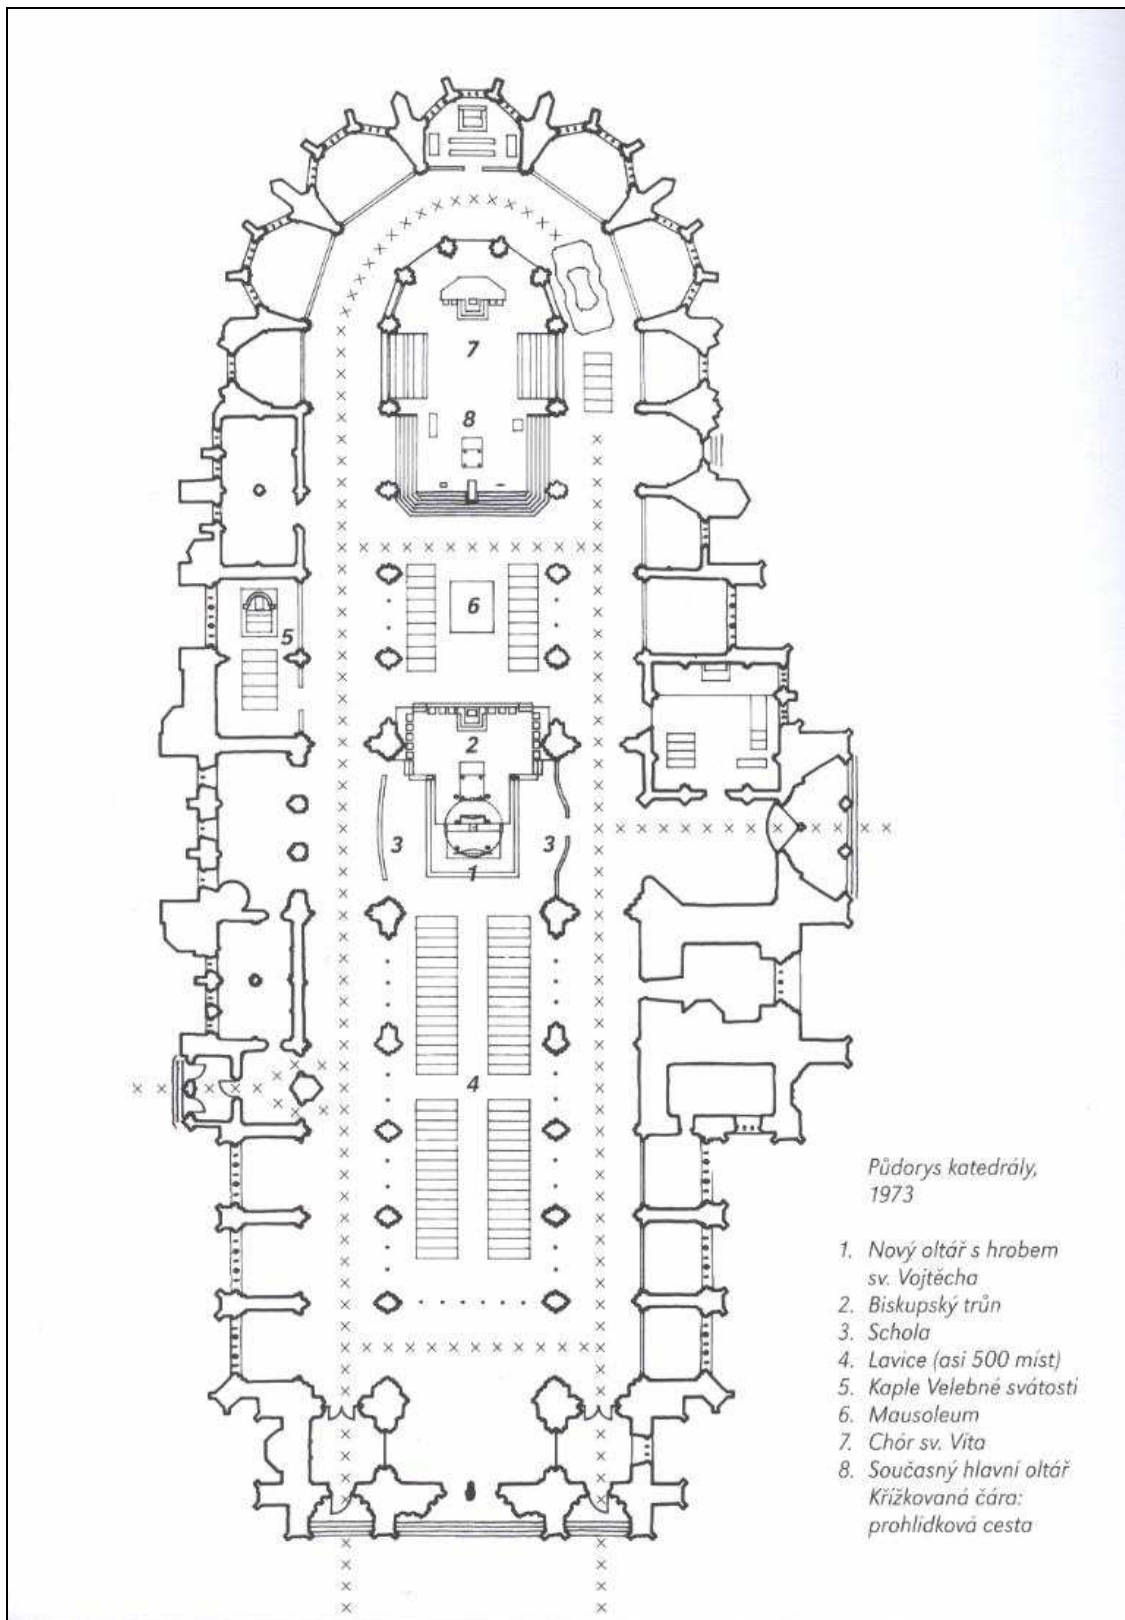 7
8
6
5
2
3
3
1
4
Půdorys katedrály,
1973
1. Nový oltář s hrobem
sv. Vojtěcha
2. Biskupský trůn
3. Schola
4. Lavice (asi 500 míst)
5. Kaple Velebné svátosti
6. Mausoleum
7. Chór sv. Víta
8. Současný hlavní oltář
Křížkovaná čára:
prohlídková cesta